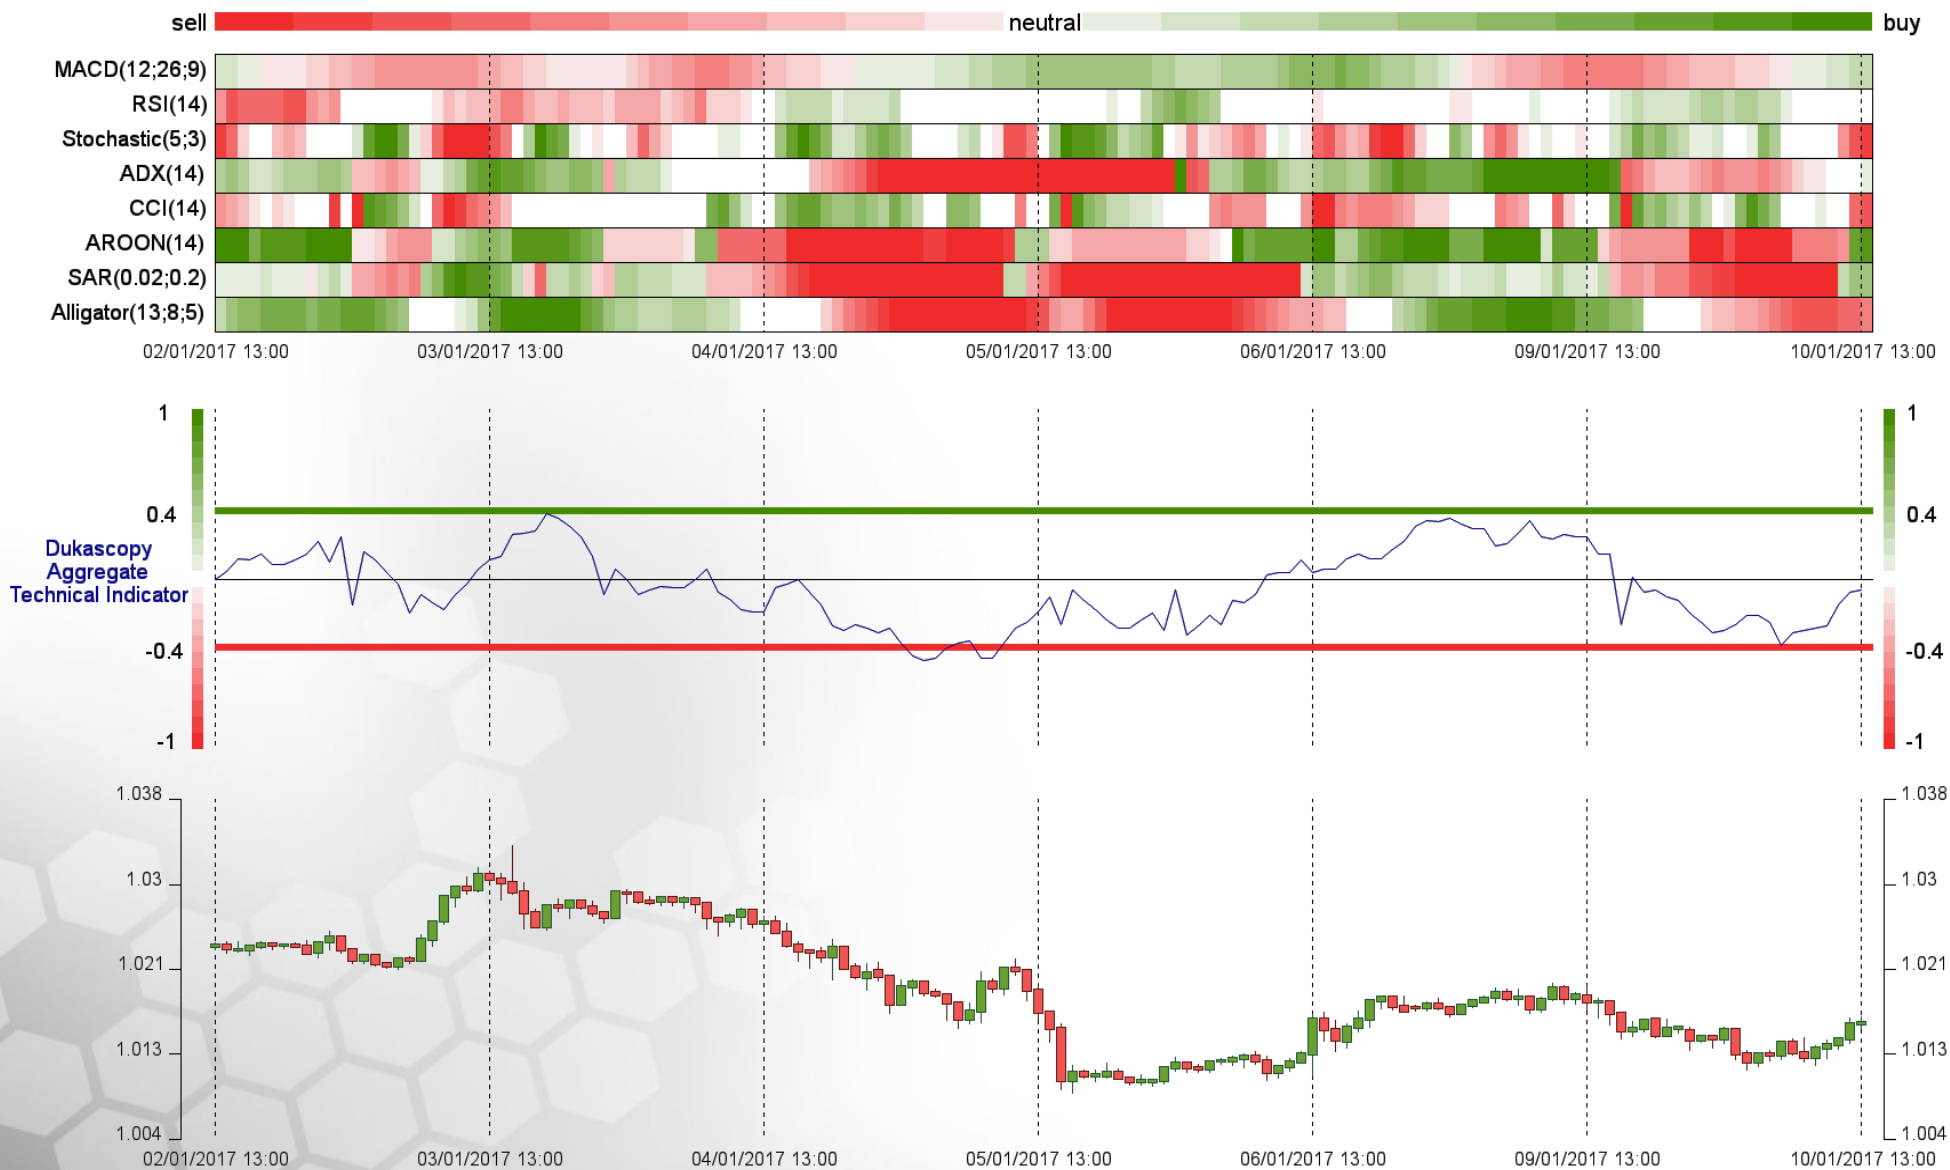 sell neutral buy
MACD(12;26;9)
RSI(14)
Stochastic(5;3)
ADX(14)
CCI(14)
AROON(14)
SAR(0.02;0.2)
Alligator(13;8;5)
02/01/2017 13:00 03/01/2017 13:00 04/01/2017 13:00 05/01/2017 13:00 06/01/2017 13:00 09/01/2017 13:00 10/01/2017 13:00
1 1
0.4 0.4
Dukascopy
Aggregate
Technical Indicator
-0.4 -0.4
-1 -1
1.038 1.038
1.03 1.03
1.021 1.021
1.013 1.013
1.004 1.004
02/01/2017 13:00 03/01/2017 13:00 04/01/2017 13:00 05/01/2017 13:00 06/01/2017 13:00 09/01/2017 13:00 10/01/2017 13:00